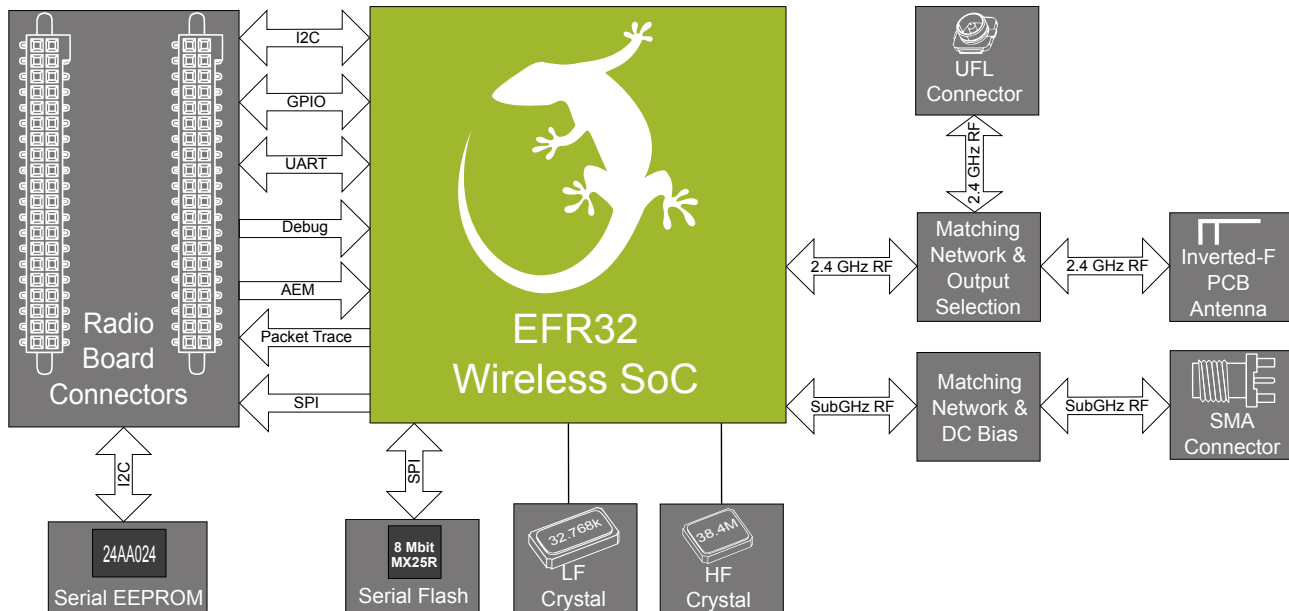 I2C
GPIO
UART
Debug
AEM
Packet Trace
SPI
Radio
Board
Connectors
EFR32
Wireless SoC
UFL
Connector
2.4 GHz RF
2.4 GHz RF
Matching
Network &
Output
Selection
2.4 GHz RF
Inverted-F
PCB
Antenna
SubGHz RF
Matching
Network &
DC Bias
SubGHz RF
SMA
Connector
I2C
24AA024
Serial EEPROM
SPI
8 Mbit
MX25R
Serial Flash
32.768k
LF
Crystal
38.4M
HF
Crystal